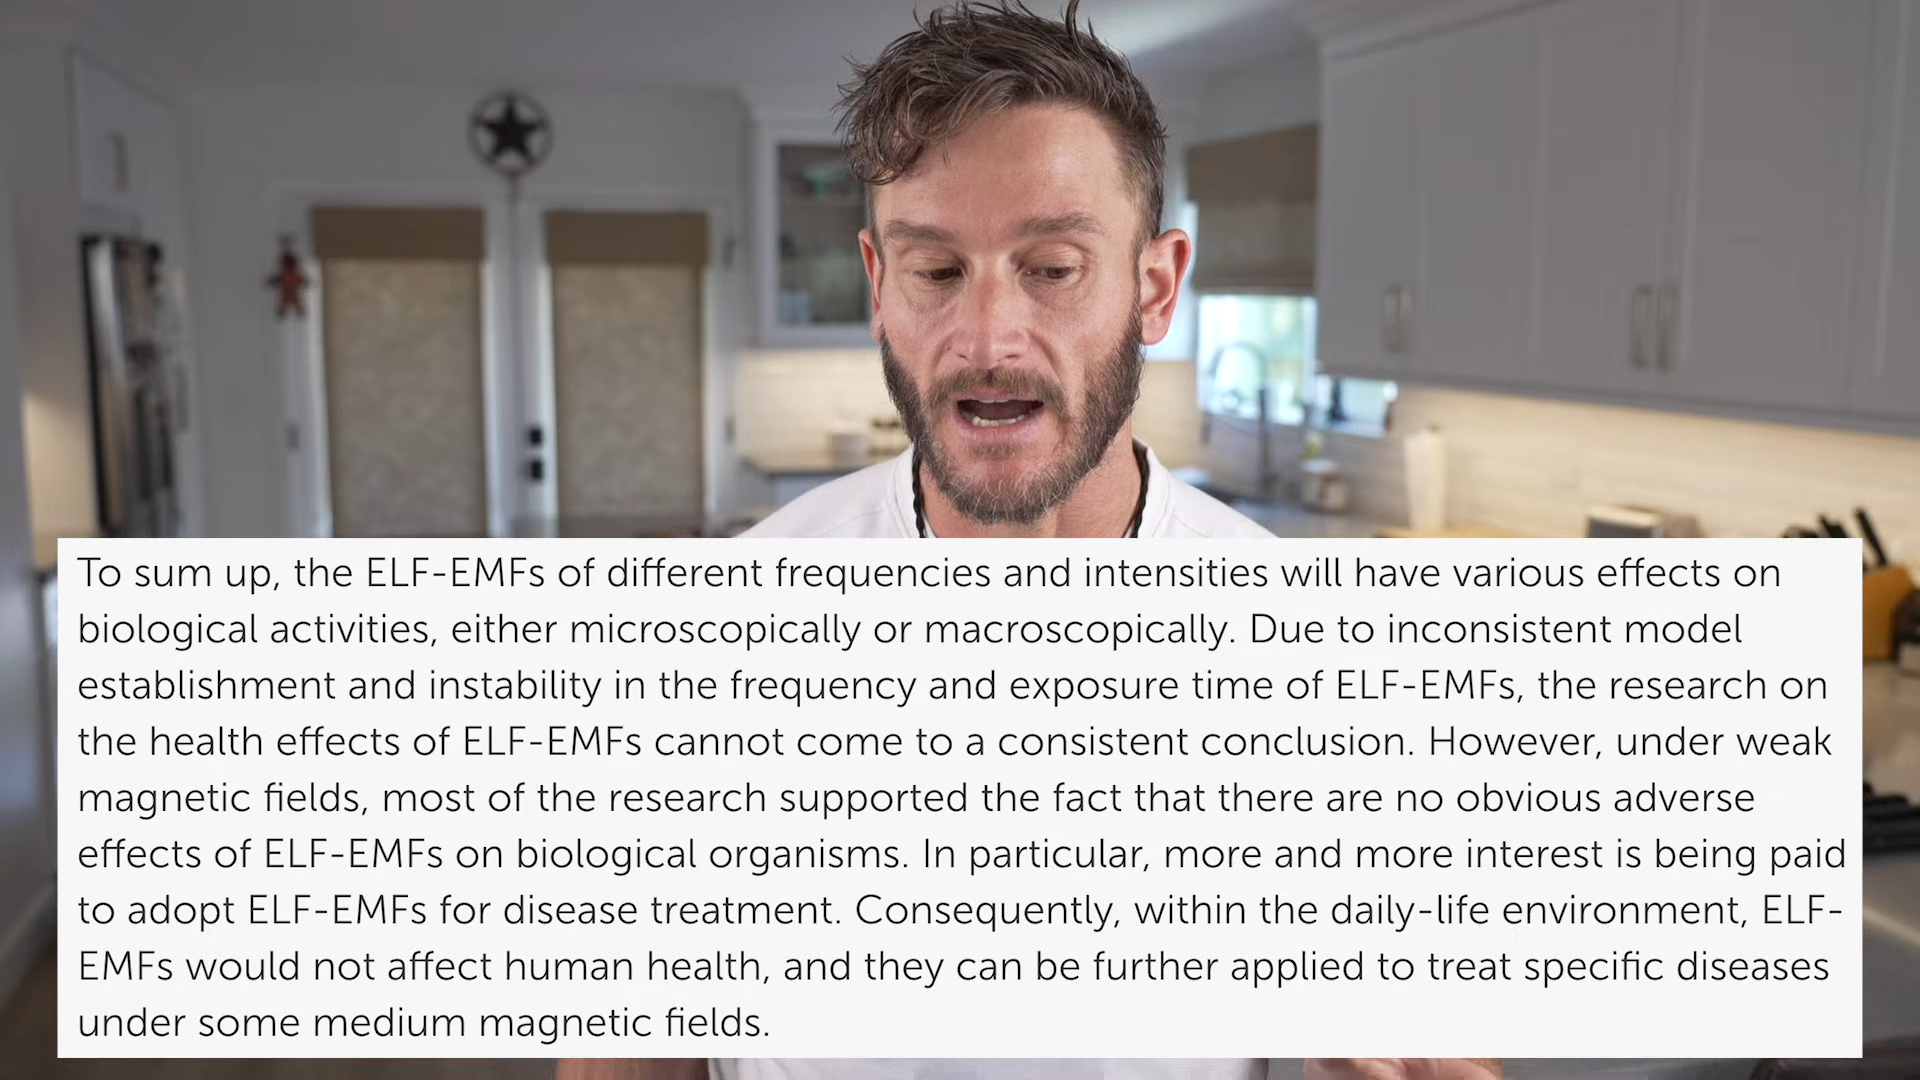 To sum up, the ELF-EMFs of different frequencies and intensities will have various effects on
biological activities, either microscopically or macroscopically. Due to inconsistent model
establishment and instability in the frequency and exposure time of ELF-EMFs, the research on
the health effects of ELF-EMFs cannot come to a consistent conclusion. However, under weak
magnetic fields, most of the research supported the fact that there are no obvious adverse
effects of ELF-EMFs on biological organisms. In particular, more and more interest is being paid
to adopt ELF-EMFs for disease treatment. Consequently, within the daily-life environment, ELF-
EMFs would not affect human health, and they can be further applied to treat specific diseases
under some medium magnetic fields.